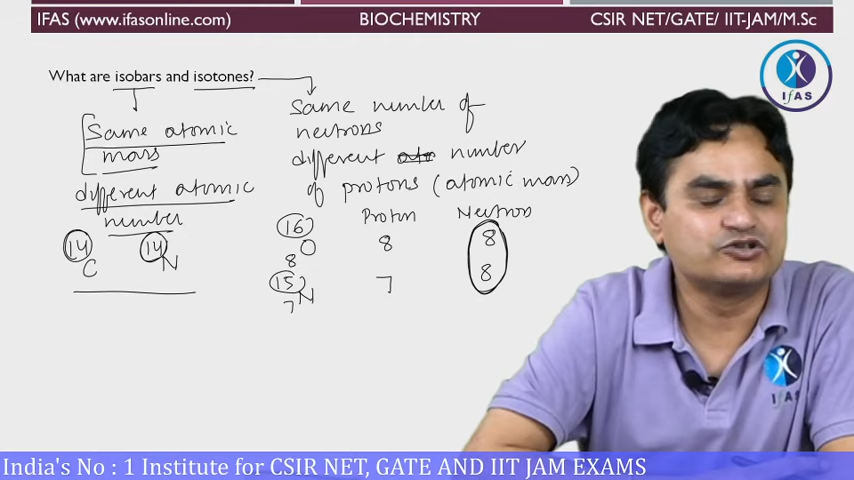 IFAS (www.ifasonline.com)
BIOCHEMISTRY
CSIR NET/GATE/ IIT-JAM/M.Sc
What are isobars and isotones?
Same atomic
mass
different atomic
number
14 C 14 N
Same number of
neutrons
different number
of protons (atomic mass)
Proton Neutrons
16 O 8 8 8
15 N 7 7 8
IFAS
IFAS
India's No : 1 Institute for CSIR NET, GATE AND IIT JAM EXAMS